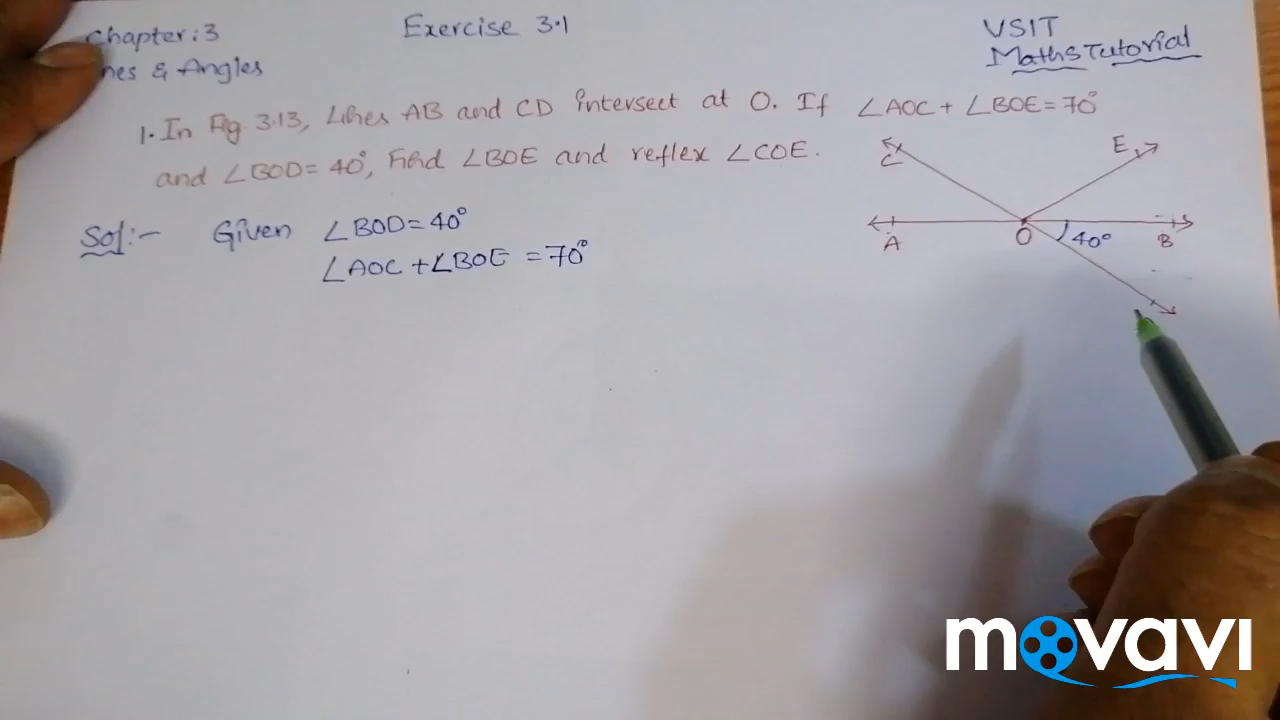 Chapter: 3
Exercise 3.1
VSIT
Maths Tutorial
nes & Angles
1. In Fig 3.13, Lines AB and CD intersect at O. If ∠AOC + ∠BOE = 70°
and ∠BOD = 40°, Find ∠BOE and reflex ∠COE.
Sol:- Given ∠BOD = 40°
∠AOC + ∠BOE = 70°
C
E
A
O
40°
B
movavi